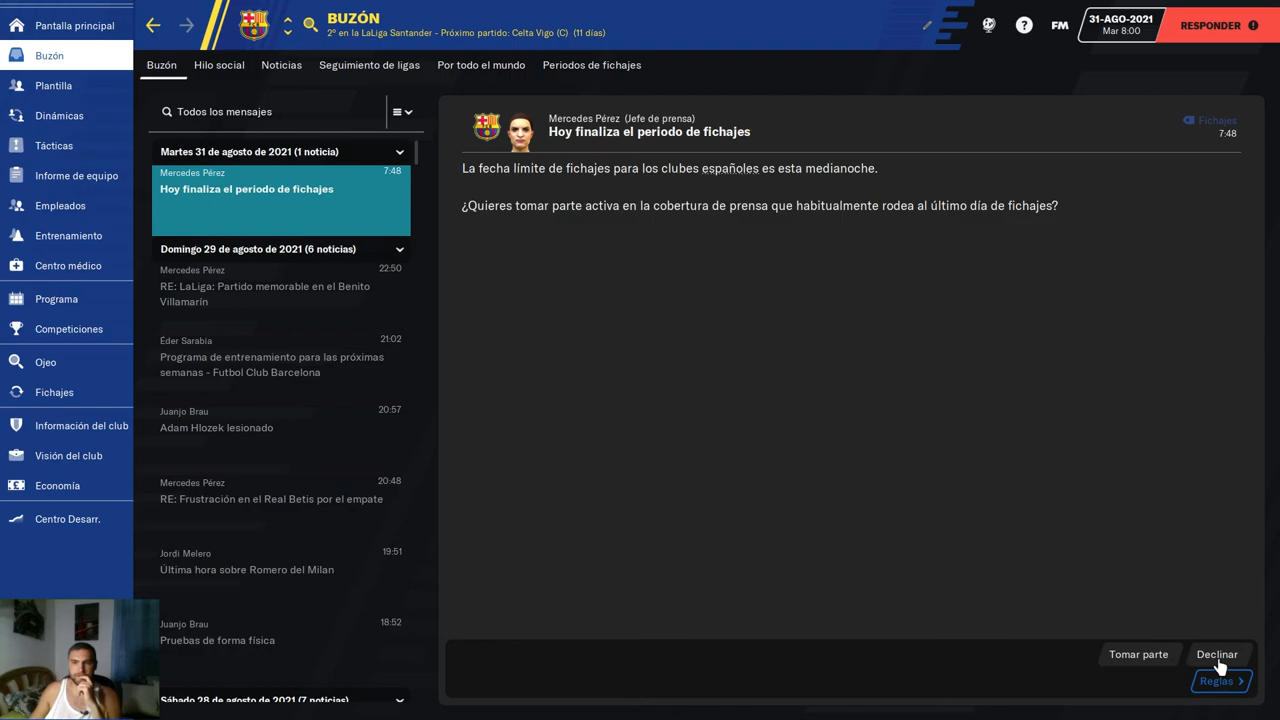 Pantalla principal
Buzón
Plantilla
Dinámicas
Tácticas
Informe de equipo
Empleados
Entrenamiento
Centro médico
Programa
Competiciones
Ojeo
Fichajes
Información del club
Visión del club
Economía
Centro Desarr.
BUZÓN
2º en la LaLiga Santander - Próximo partido: Celta Vigo (C) (11 días)
FM
31-AGO-2021
Mar 8:00
RESPONDER
Buzón Hilo social Noticias Seguimiento de ligas Por todo el mundo Periodos de fichajes
Todos los mensajes
Martes 31 de agosto de 2021 (1 noticia)
Mercedes Pérez 7:48
Hoy finaliza el periodo de fichajes
Domingo 29 de agosto de 2021 (6 noticias)
Mercedes Pérez 22:50
RE: LaLiga: Partido memorable en el Benito
Villamarín
Éder Sarabia 21:02
Programa de entrenamiento para las próximas
semanas - Futbol Club Barcelona
Juanjo Brau 20:57
Adam Hlozek lesionado
Mercedes Pérez 20:48
RE: Frustración en el Real Betis por el empate
Jordi Melero 19:51
Última hora sobre Romero del Milan
Juanjo Brau 18:52
Pruebas de forma física
Sábado 28 de agosto de 2021 (7 noticias)
Mercedes Pérez (Jefe de prensa)
Hoy finaliza el periodo de fichajes
Fichajes
7:48
La fecha límite de fichajes para los clubes españoles es esta medianoche.
¿Quieres tomar parte activa en la cobertura de prensa que habitualmente rodea al último día de fichajes?
Tomar parte Declinar
Reglas